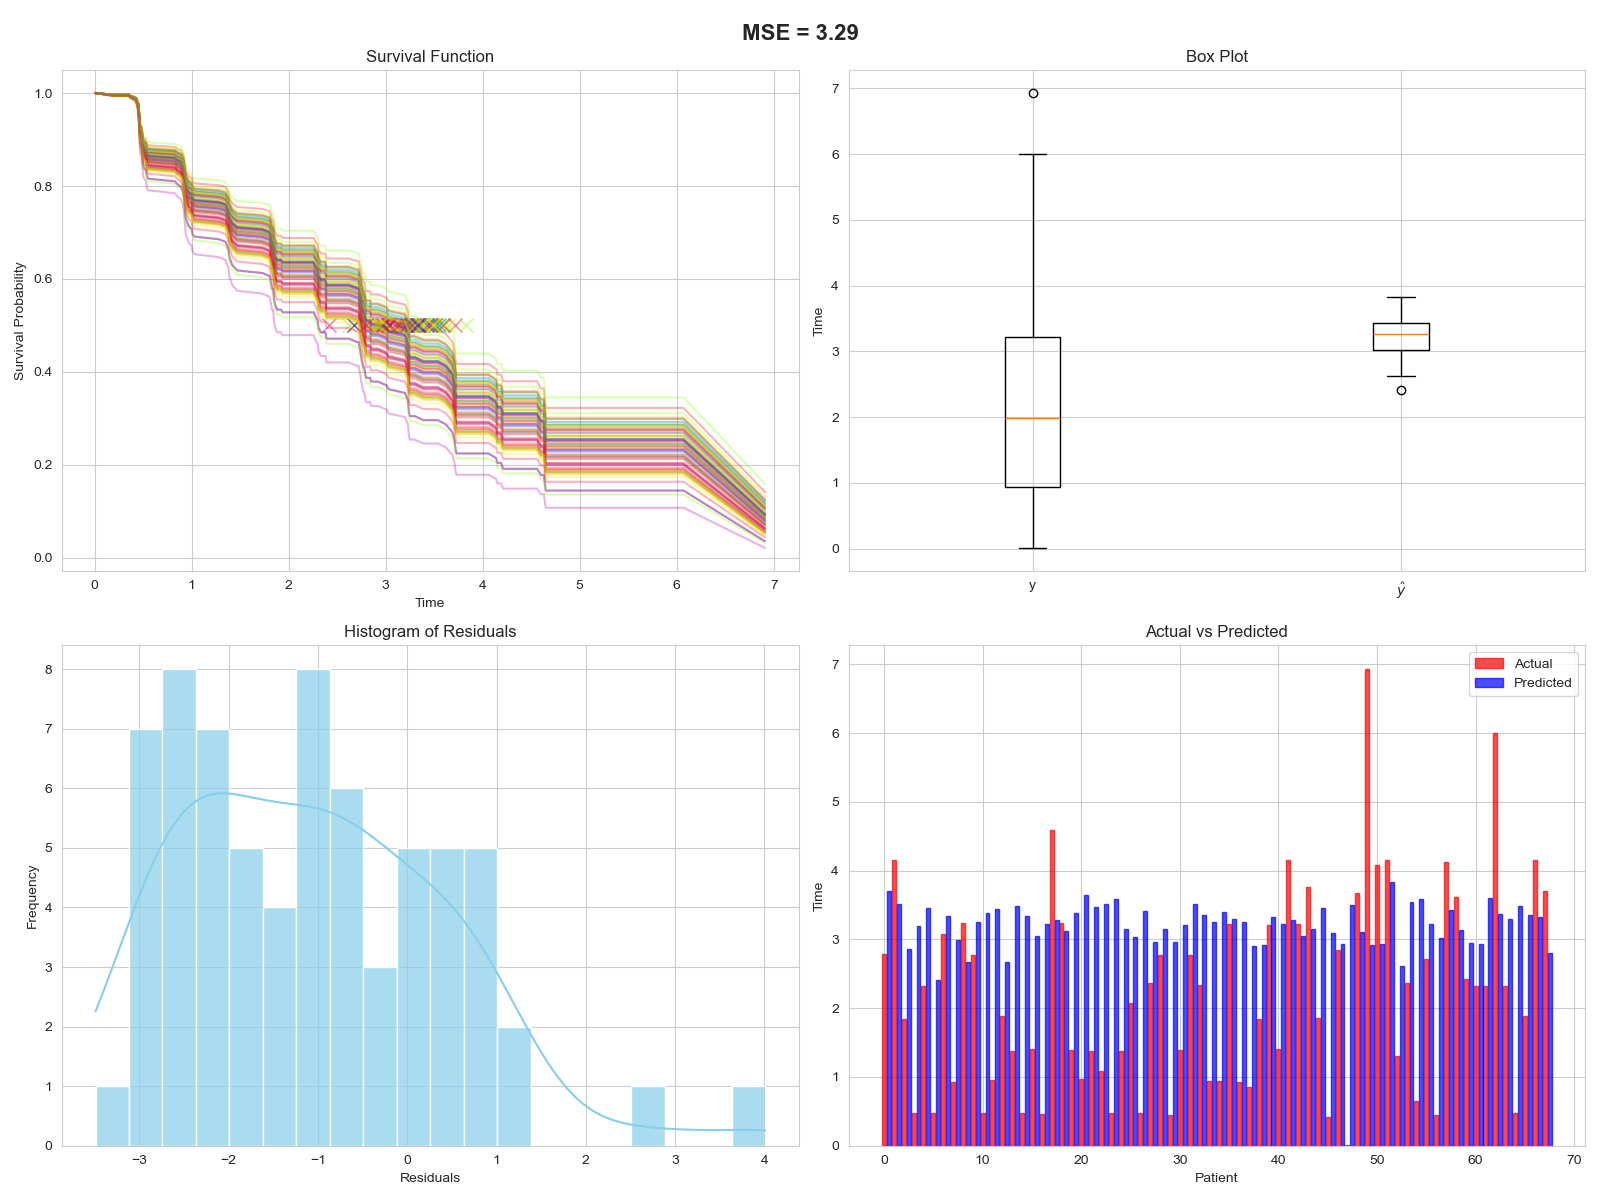 MSE = 3.29
Survival Function
Survival Probability
1.0
0.8
0.6
0.4
0.2
0.0
0 1 2 3 4 5 6 7
Time
Box Plot
Time
7
6
5
4
3
2
1
0
y ŷ
Histogram of Residuals
Frequency
8
7
6
5
4
3
2
1
0
−3 −2 −1 0 1 2 3 4
Residuals
Actual vs Predicted
Time
7
6
5
4
3
2
1
0
Actual
Predicted
0 10 20 30 40 50 60 70
Patient